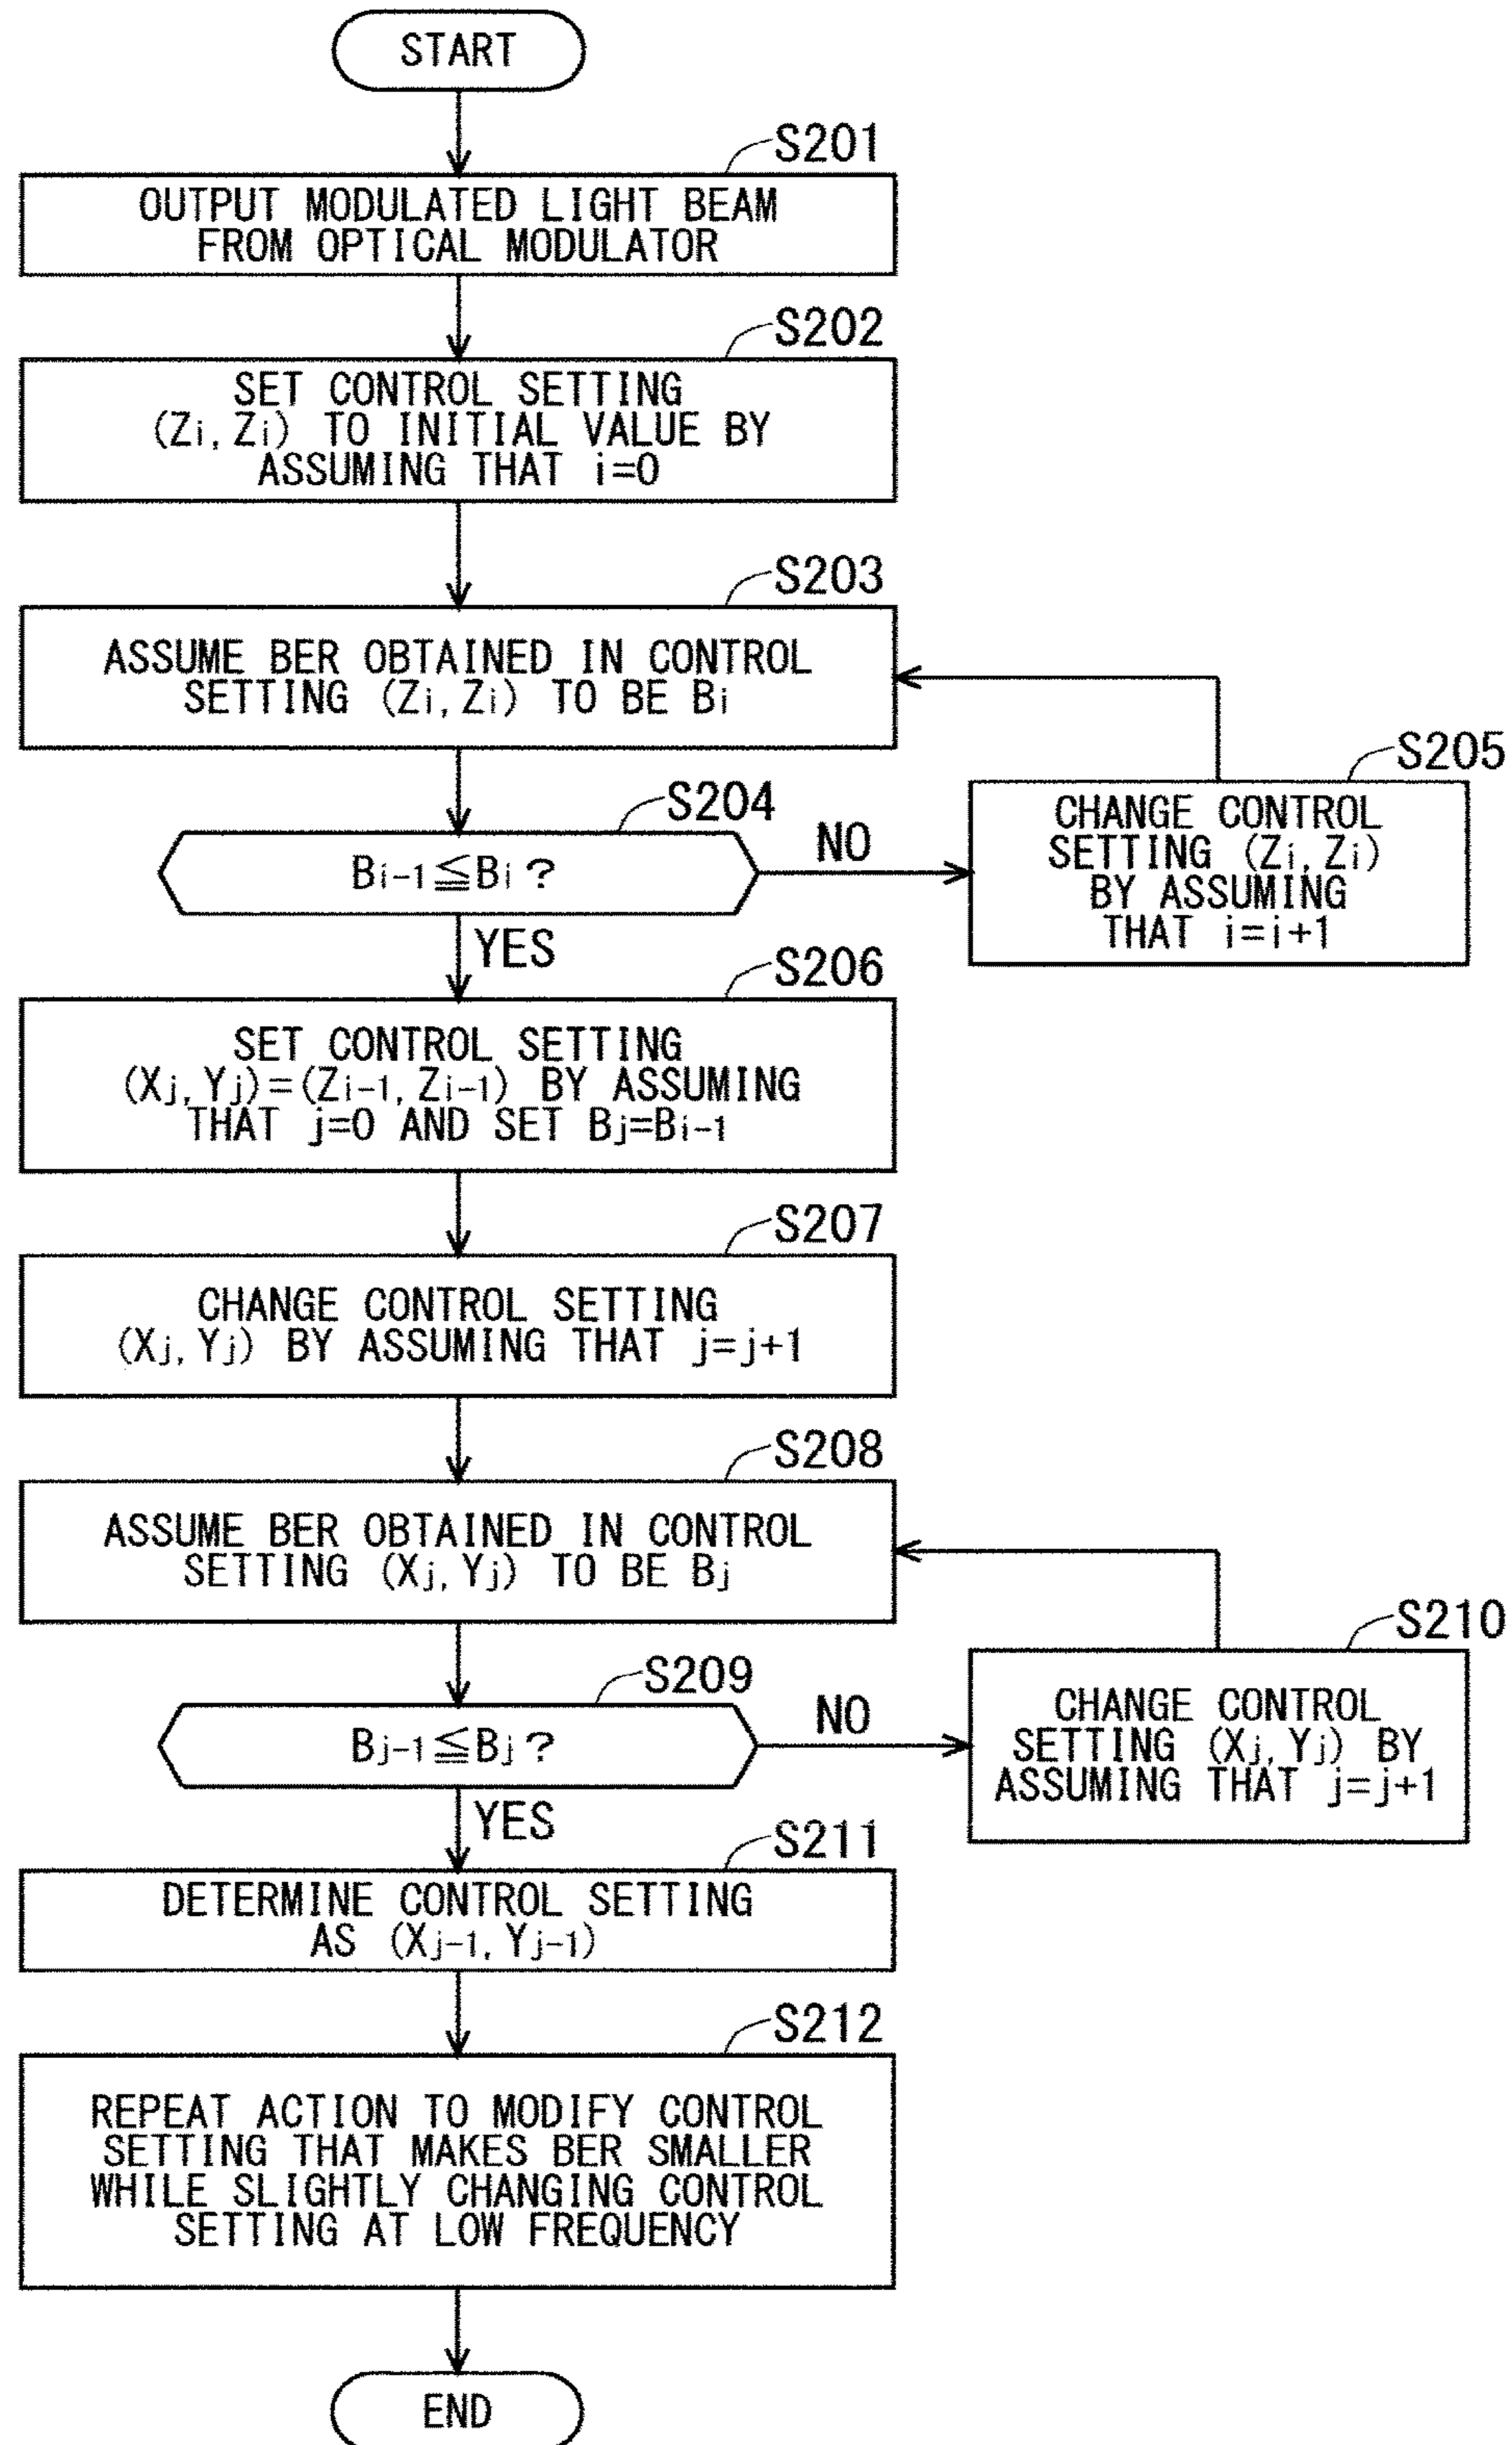 START
S201
OUTPUT MODULATED LIGHT BEAM
FROM OPTICAL MODULATOR
S202
SET CONTROL SETTING
(Zi, Zi) TO INITIAL VALUE BY
ASSUMING THAT i=0
S203
ASSUME BER OBTAINED IN CONTROL
SETTING (Zi, Zi) TO BE Bi
S204
Bi-1≦Bi?
NO
YES
S205
CHANGE CONTROL
SETTING (Zi, Zi)
BY ASSUMING
THAT i=i+1
S206
SET CONTROL SETTING
(Xj, Yj)=(Zi-1, Zi-1) BY ASSUMING
THAT j=0 AND SET Bj=Bi-1
S207
CHANGE CONTROL SETTING
(Xj, Yj) BY ASSUMING THAT j=j+1
S208
ASSUME BER OBTAINED IN CONTROL
SETTING (Xj, Yj) TO BE Bj
S209
Bj-1≦Bj?
NO
YES
S210
CHANGE CONTROL
SETTING (Xj, Yj) BY
ASSUMING THAT j=j+1
S211
DETERMINE CONTROL SETTING
AS (Xj-1, Yj-1)
S212
REPEAT ACTION TO MODIFY CONTROL
SETTING THAT MAKES BER SMALLER
WHILE SLIGHTLY CHANGING CONTROL
SETTING AT LOW FREQUENCY
END